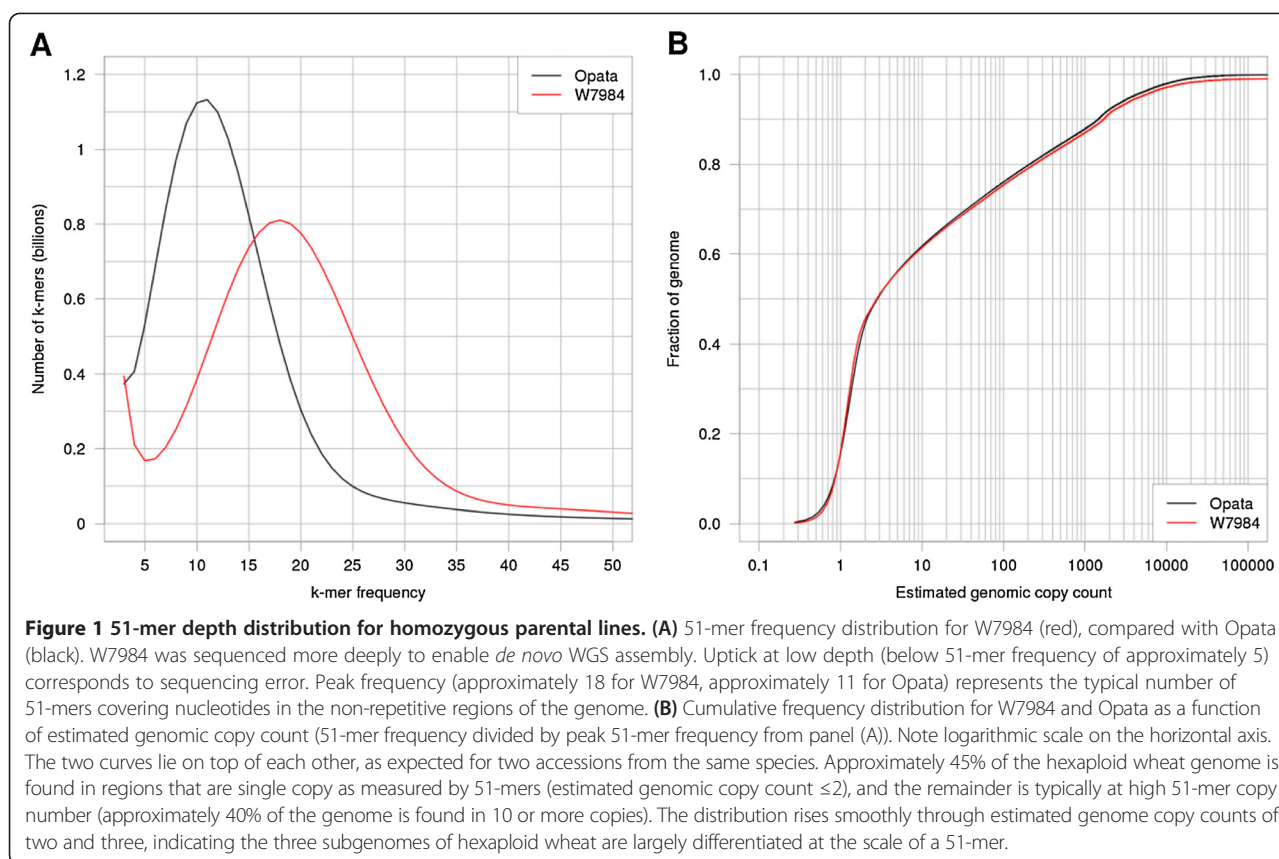 A
B
Number of k-mers (billions)
1.2
1
0.8
0.6
0.4
0.2
0
Opata
W7984
5 10 15 20 25 30 35 40 45 50
k-mer frequency
Fraction of genome
1.0
0.8
0.6
0.4
0.2
0.0
Opata
W7984
0.1 1 10 100 1000 10000 100000
Estimated genomic copy count
Figure 1 51-mer depth distribution for homozygous parental lines. (A) 51-mer frequency distribution for W7984 (red), compared with Opata
(black). W7984 was sequenced more deeply to enable de novo WGS assembly. Uptick at low depth (below 51-mer frequency of approximately 5)
corresponds to sequencing error. Peak frequency (approximately 18 for W7984, approximately 11 for Opata) represents the typical number of
51-mers covering nucleotides in the non-repetitive regions of the genome. (B) Cumulative frequency distribution for W7984 and Opata as a function
of estimated genomic copy count (51-mer frequency divided by peak 51-mer frequency from panel (A)). Note logarithmic scale on the horizontal axis.
The two curves lie on top of each other, as expected for two accessions from the same species. Approximately 45% of the hexaploid wheat genome is
found in regions that are single copy as measured by 51-mers (estimated genomic copy count ≤2), and the remainder is typically at high 51-mer copy
number (approximately 40% of the genome is found in 10 or more copies). The distribution rises smoothly through estimated genome copy counts of
two and three, indicating the three subgenomes of hexaploid wheat are largely differentiated at the scale of a 51-mer.